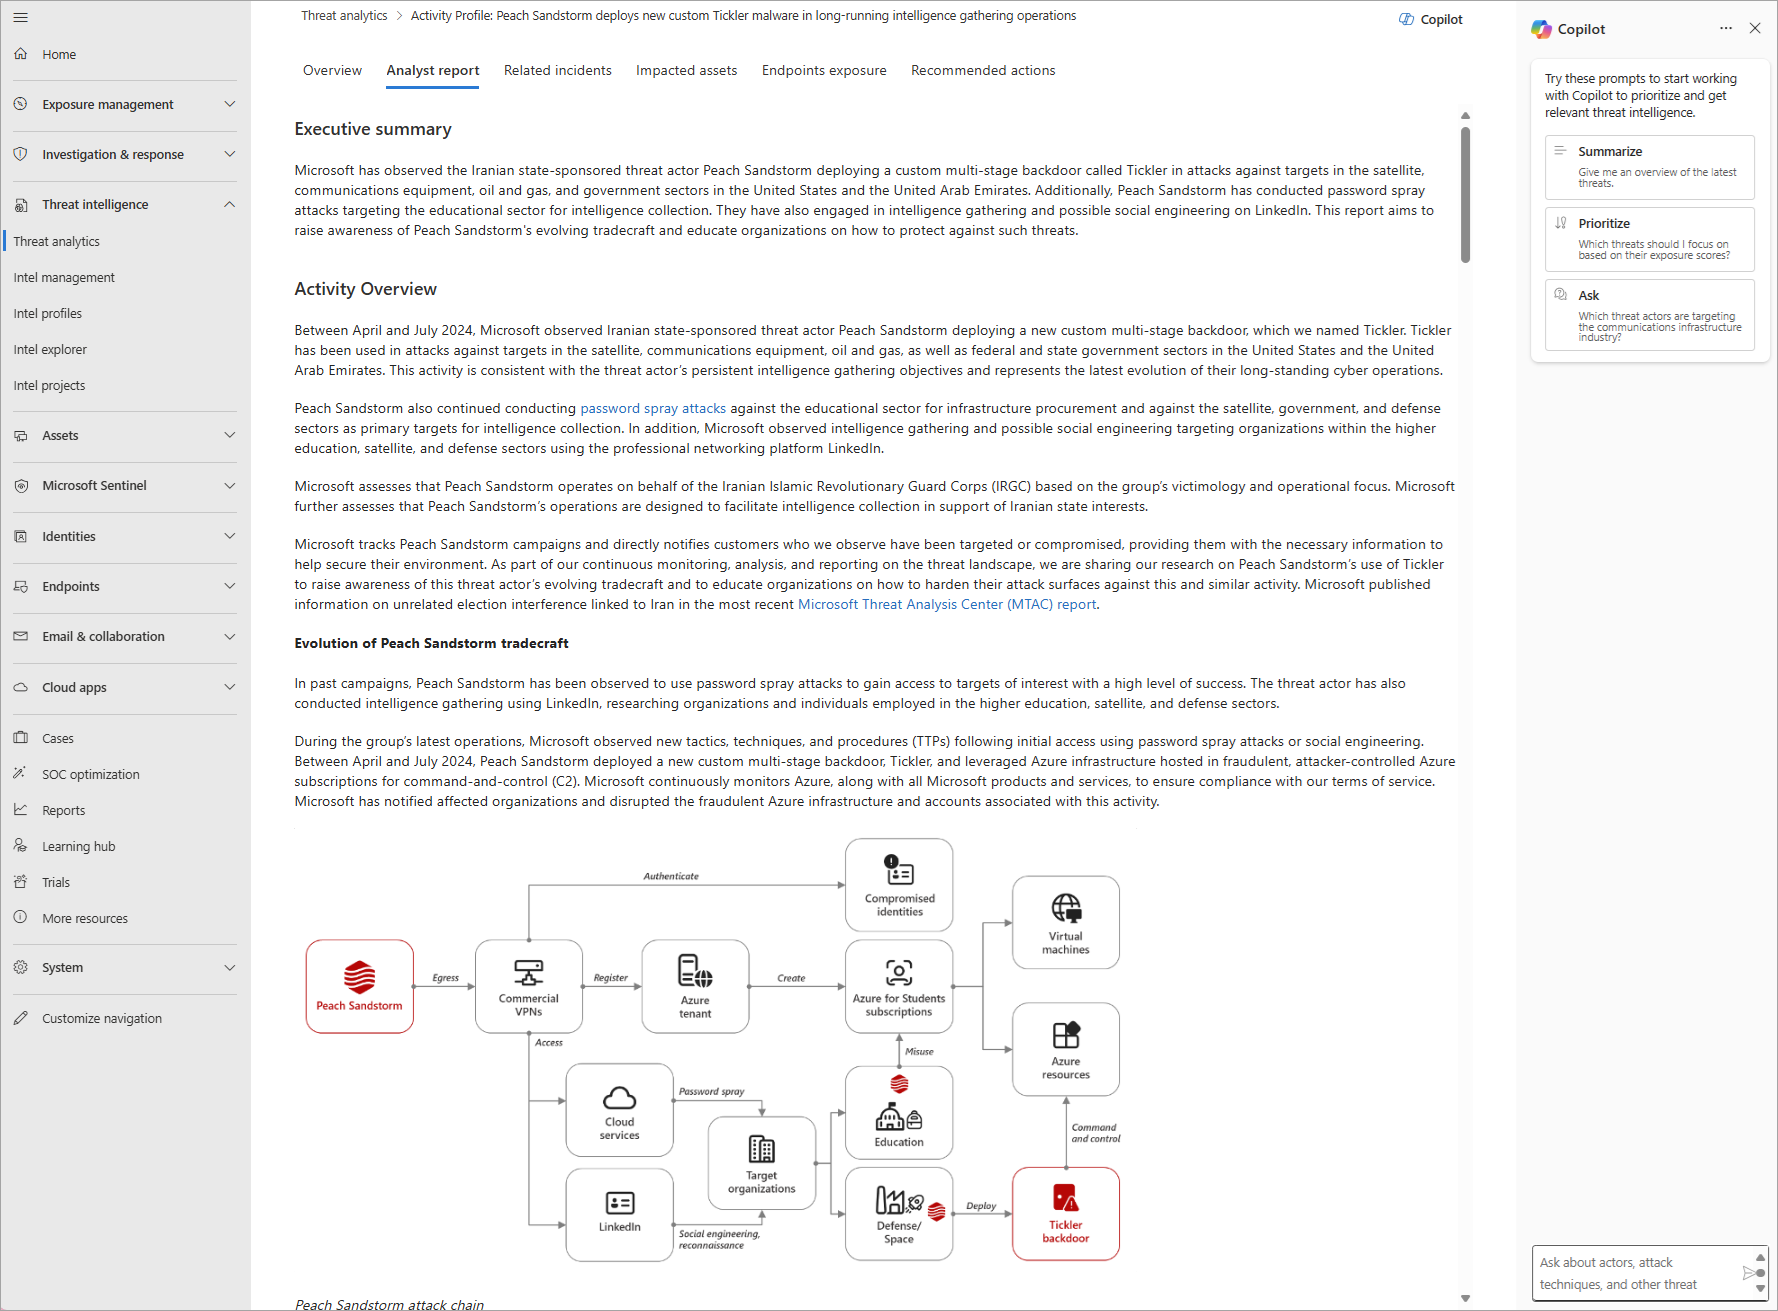 Threat analytics > Activity Profile: Peach Sandstorm deploys new custom Tickler malware in long-running intelligence gathering operations
Copilot
Home
Exposure management
Investigation & response
Threat intelligence
Threat analytics
Intel management
Intel profiles
Intel explorer
Intel projects
Assets
Microsoft Sentinel
Identities
Endpoints
Email & collaboration
Cloud apps
Cases
SOC optimization
Reports
Learning hub
Trials
More resources
System
Customize navigation
Overview
Analyst report
Related incidents
Impacted assets
Endpoints exposure
Recommended actions
Executive summary
Microsoft has observed the Iranian state-sponsored threat actor Peach Sandstorm deploying a custom multi-stage backdoor called Tickler in attacks against targets in the satellite,
communications equipment, oil and gas, and government sectors in the United States and the United Arab Emirates. Additionally, Peach Sandstorm has conducted password spray
attacks targeting the educational sector for intelligence collection. They have also engaged in intelligence gathering and possible social engineering on LinkedIn. This report aims to
raise awareness of Peach Sandstorm's evolving tradecraft and educate organizations on how to protect against such threats.
Activity Overview
Between April and July 2024, Microsoft observed Iranian state-sponsored threat actor Peach Sandstorm deploying a new custom multi-stage backdoor, which we named Tickler. Tickler
has been used in attacks against targets in the satellite, communications equipment, oil and gas, as well as federal and state government sectors in the United States and the United
Arab Emirates. This activity is consistent with the threat actor's persistent intelligence gathering objectives and represents the latest evolution of their long-standing cyber operations.
Peach Sandstorm also continued conducting password spray attacks against the educational sector for infrastructure procurement and against the satellite, government, and defense
sectors as primary targets for intelligence collection. In addition, Microsoft observed intelligence gathering and possible social engineering targeting organizations within the higher
education, satellite, and defense sectors using the professional networking platform LinkedIn.
Microsoft assesses that Peach Sandstorm operates on behalf of the Iranian Islamic Revolutionary Guard Corps (IRGC) based on the group's victimology and operational focus. Microsoft
further assesses that Peach Sandstorm's operations are designed to facilitate intelligence collection in support of Iranian state interests.
Microsoft tracks Peach Sandstorm campaigns and directly notifies customers who we observe have been targeted or compromised, providing them with the necessary information to
help secure their environment. As part of our continuous monitoring, analysis, and reporting on the threat landscape, we are sharing our research on Peach Sandstorm's use of Tickler
to raise awareness of this threat actor's evolving tradecraft and to educate organizations on how to harden their attack surfaces against this and similar activity. Microsoft published
information on unrelated election interference linked to Iran in the most recent Microsoft Threat Analysis Center (MTAC) report.
Evolution of Peach Sandstorm tradecraft
In past campaigns, Peach Sandstorm has been observed to use password spray attacks to gain access to targets of interest with a high level of success. The threat actor has also
conducted intelligence gathering using LinkedIn, researching organizations and individuals employed in the higher education, satellite, and defense sectors.
During the group's latest operations, Microsoft observed new tactics, techniques, and procedures (TTPs) following initial access using password spray attacks or social engineering.
Between April and July 2024, Peach Sandstorm deployed a new custom multi-stage backdoor, Tickler, and leveraged Azure infrastructure hosted in fraudulent, attacker-controlled Azure
subscriptions for command-and-control (C2). Microsoft continuously monitors Azure, along with all Microsoft products and services, to ensure compliance with our terms of service.
Microsoft has notified affected organizations and disrupted the fraudulent Azure infrastructure and accounts associated with this activity.
Authenticate
Compromised
identities
Virtual
machines
Peach Sandstorm
Egress
Commercial
VPNs
Register
Azure
tenant
Create
Azure for Students
subscriptions
Access
Misuse
Azure
resources
Cloud
services
Password spray
Target
organizations
Education
Command
and control
LinkedIn
Social engineering,
reconnaissance
Defense/
Space
Deploy
Tickler
backdoor
Peach Sandstorm attack chain
Copilot
Try these prompts to start working
with Copilot to prioritize and get
relevant threat intelligence.
Summarize
Give me an overview of the latest
threats.
Prioritize
Which threats should I focus on
based on their exposure scores?
Ask
Which threat actors are targeting
the communications infrastructure
industry?
Ask about actors, attack
techniques, and other threat